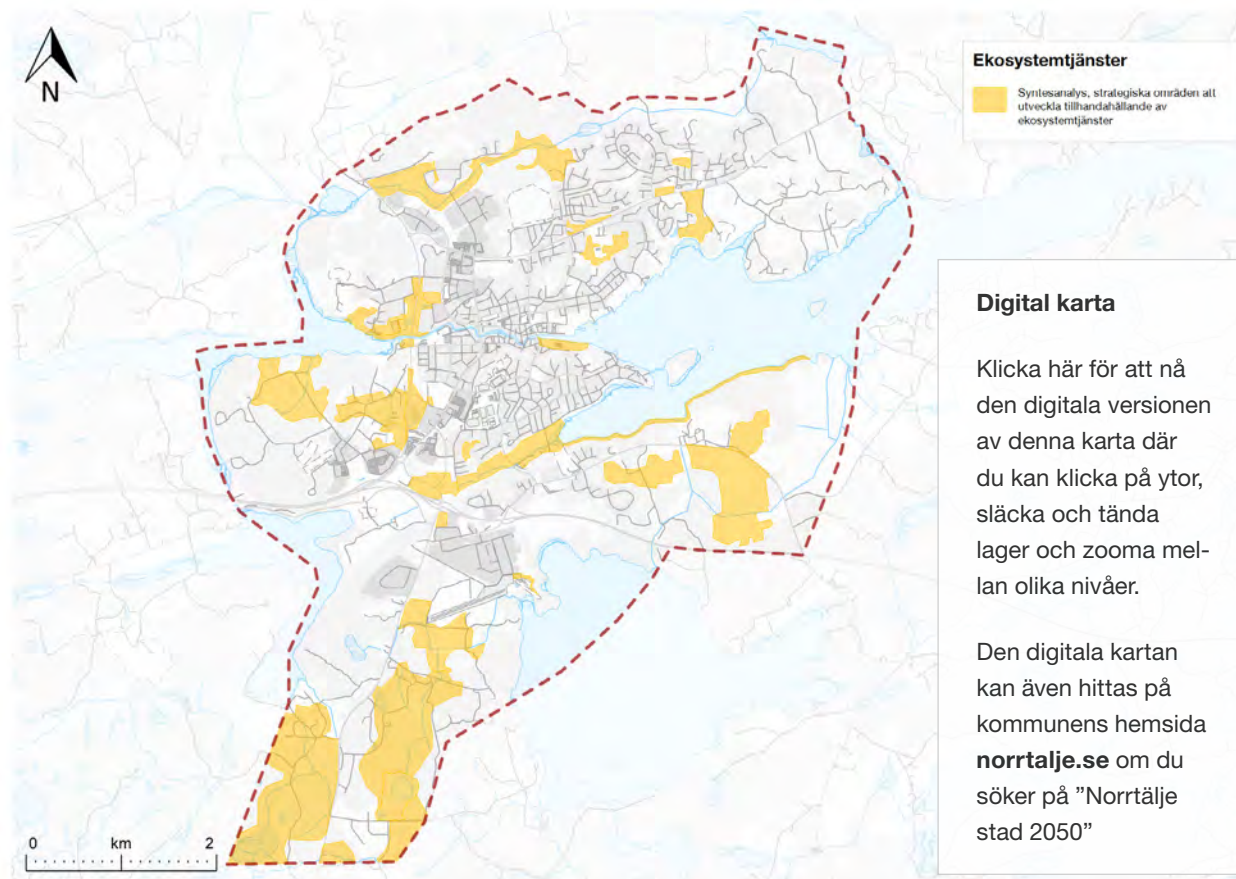 N
Ekosystemtjänster
Syntesanalys, strategiska områden att
utveckla tillhandahållande av
ekosystemtjänster
Digital karta
Klicka här för att nå
den digitala versionen
av denna karta där
du kan klicka på ytor,
släcka och tända
lager och zooma mel-
lan olika nivåer.
Den digitala kartan
kan även hittas på
kommunens hemsida
norrtalje.se om du
söker på ”Norrtälje
stad 2050”
0 km 2